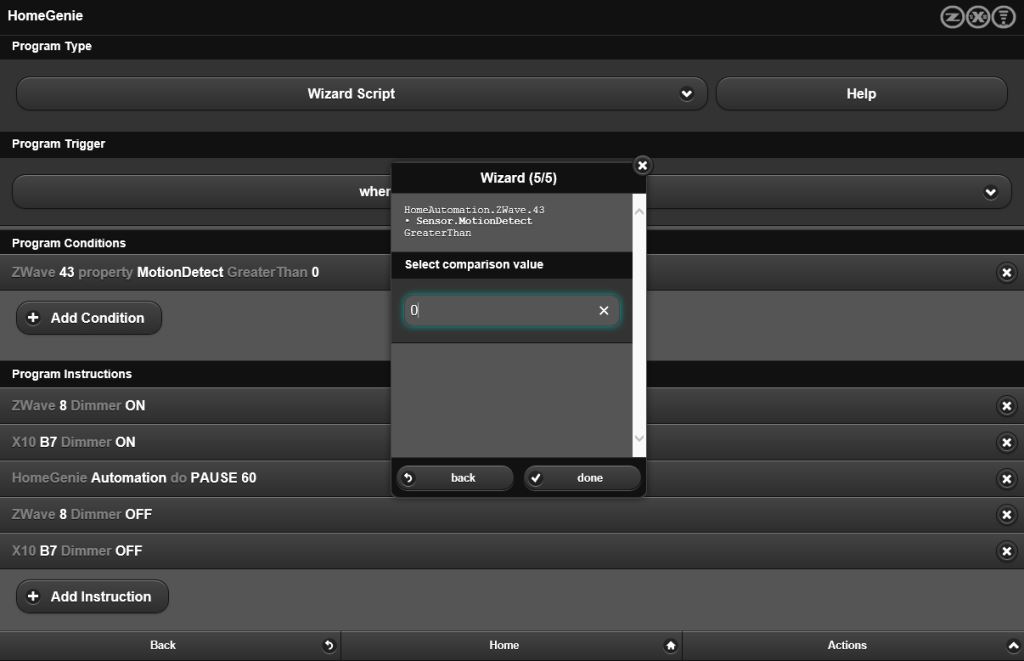 HomeGenie
Program Type
Wizard Script
Help
Program Trigger
Wizard (5/5)
HomeAutomation.ZWave.43
• Sensor.MotionDetect
GreaterThan
Select comparison value
0
back
done
Program Conditions
ZWave 43 property MotionDetect GreaterThan 0
Add Condition
Program Instructions
ZWave 8 Dimmer ON
X10 B7 Dimmer ON
HomeGenie Automation do PAUSE 60
ZWave 8 Dimmer OFF
X10 B7 Dimmer OFF
Add Instruction
Back
Home
Actions